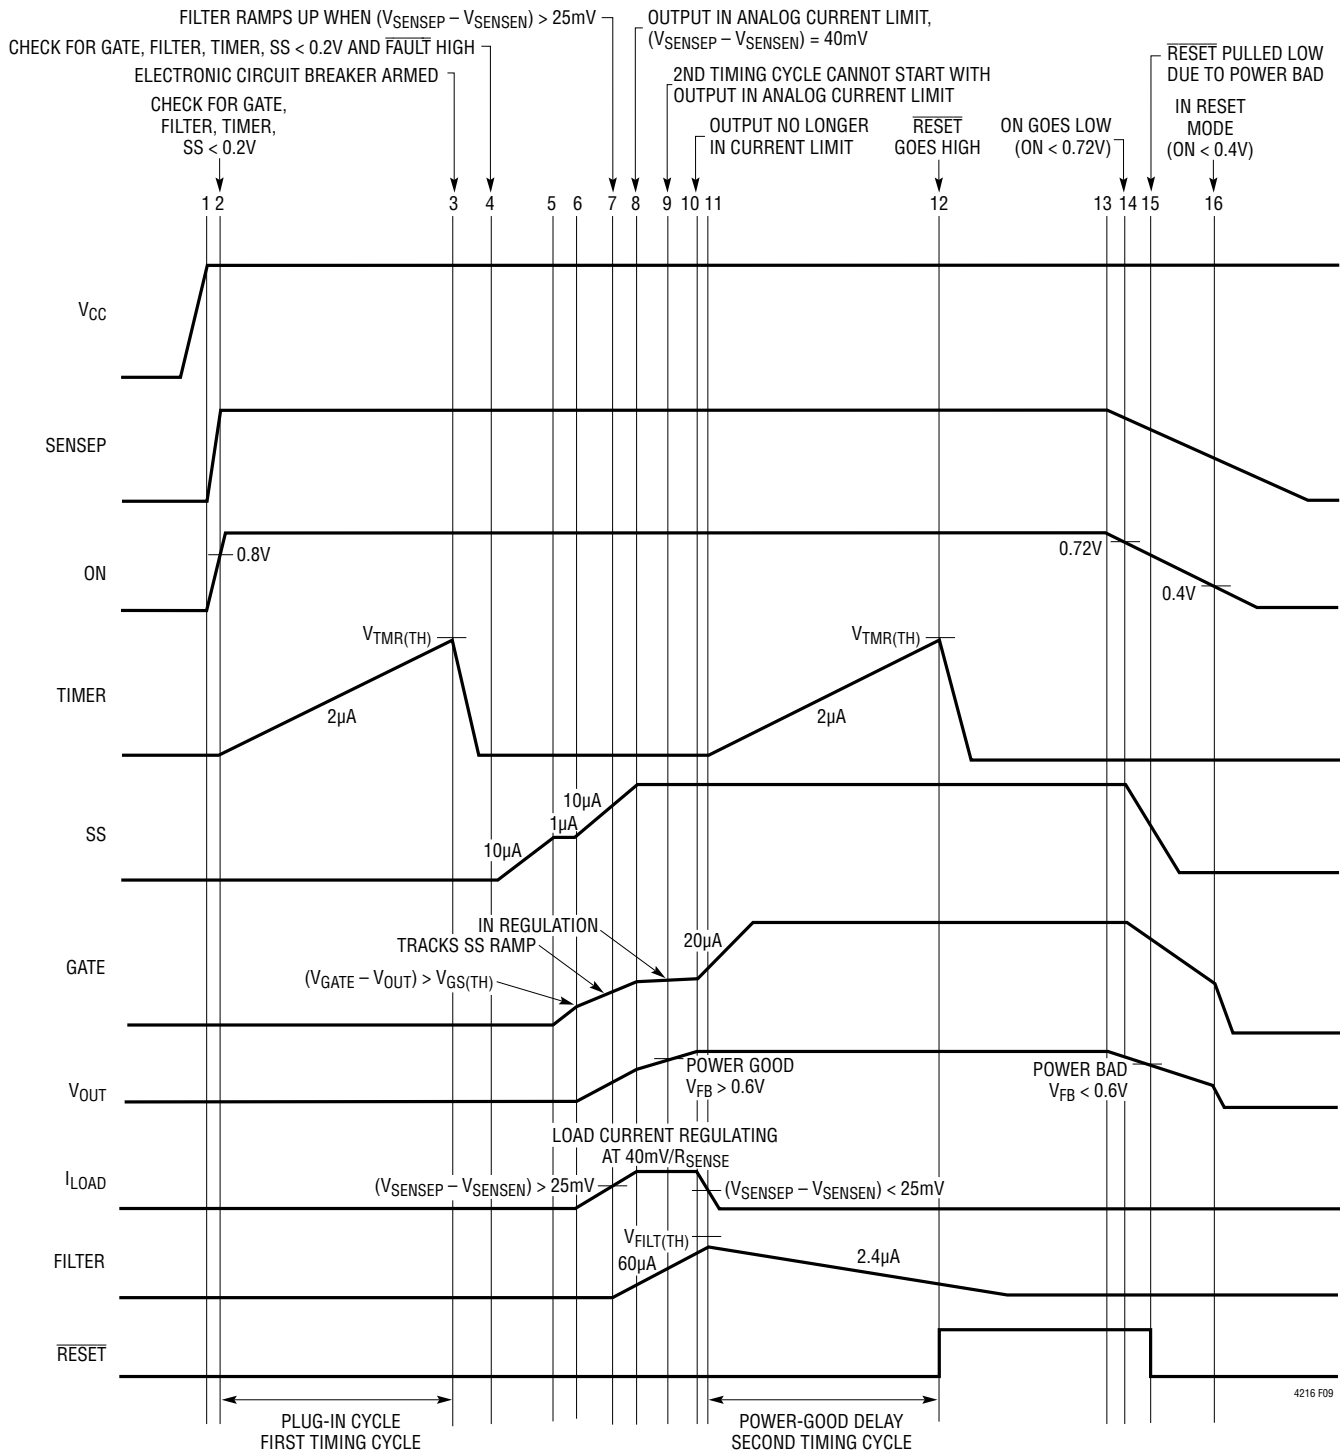 FILTER RAMPS UP WHEN (VSENSEP – VSENSEN) > 25mV
CHECK FOR GATE, FILTER, TIMER, SS < 0.2V AND FAULT HIGH
ELECTRONIC CIRCUIT BREAKER ARMED
CHECK FOR GATE,
FILTER, TIMER,
SS < 0.2V
OUTPUT IN ANALOG CURRENT LIMIT,
(VSENSEP – VSENSEN) = 40mV
2ND TIMING CYCLE CANNOT START WITH
OUTPUT IN ANALOG CURRENT LIMIT
OUTPUT NO LONGER
IN CURRENT LIMIT
RESET
GOES HIGH
ON GOES LOW
(ON < 0.72V)
RESET PULLED LOW
DUE TO POWER BAD
IN RESET
MODE
(ON < 0.4V)
1 2 3 4 5 6 7 8 9 10 11 12 13 14 15 16
VCC
SENSEP
ON
0.8V
0.72V
0.4V
TIMER
VTMR(TH)
2µA
VTMR(TH)
2µA
SS
10µA
1µA
10µA
GATE
IN REGULATION
TRACKS SS RAMP
(VGATE – VOUT) > VGS(TH)
20µA
VOUT
POWER GOOD
VFB > 0.6V
POWER BAD
VFB < 0.6V
ILOAD
LOAD CURRENT REGULATING
AT 40mV/RSENSE
(VSENSEP – VSENSEN) > 25mV
(VSENSEP – VSENSEN) < 25mV
FILTER
VFILT(TH)
60µA
2.4µA
RESET
4216 F09
PLUG-IN CYCLE
FIRST TIMING CYCLE
POWER-GOOD DELAY
SECOND TIMING CYCLE